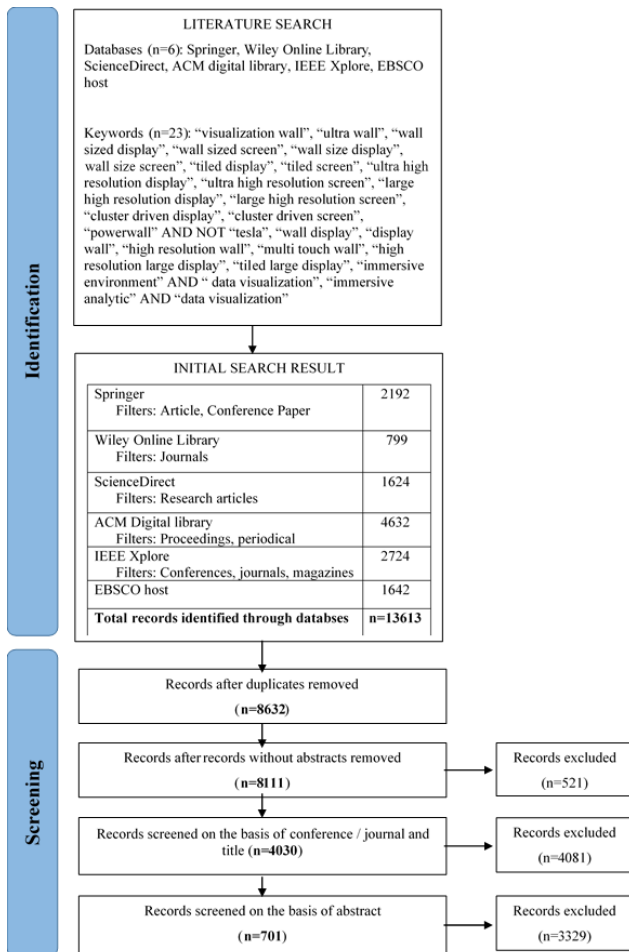 Identification
LITERATURE SEARCH
Databases (n=6): Springer, Wiley Online Library,
ScienceDirect, ACM digital library, IEEE Xplore, EBSCO
host
Keywords (n=23): “visualization wall”, “ultra wall”, “wall
sized display”, “wall sized screen”, “wall size display”,
wall size screen”, “tiled display”, “tiled screen”, “ultra high
resolution display”, “ultra high resolution screen”, “large
high resolution display”, “large high resolution screen”,
“cluster driven display”, “cluster driven screen”,
“powerwall” AND NOT “tesla”, “wall display”, “display
wall”, “high resolution wall”, “multi touch wall”, “high
resolution large display”, “tiled large display”, “immersive
environment” AND “ data visualization”, “immersive
analytic” AND “data visualization”
INITIAL SEARCH RESULT
Springer 2192
Filters: Article, Conference Paper
Wiley Online Library 799
Filters: Journals
ScienceDirect 1624
Filters: Research articles
ACM Digital library 4632
Filters: Proceedings, periodical
IEEE Xplore 2724
Filters: Conferences, journals, magazines
EBSCO host 1642
Total records identified through databses n=13613
Screening
Records after duplicates removed
(n=8632)
Records after records without abstracts removed
(n=8111)
Records excluded
(n=521)
Records screened on the basis of conference / journal and
title (n=4030)
Records excluded
(n=4081)
Records screened on the basis of abstract
(n=701)
Records excluded
(n=3329)